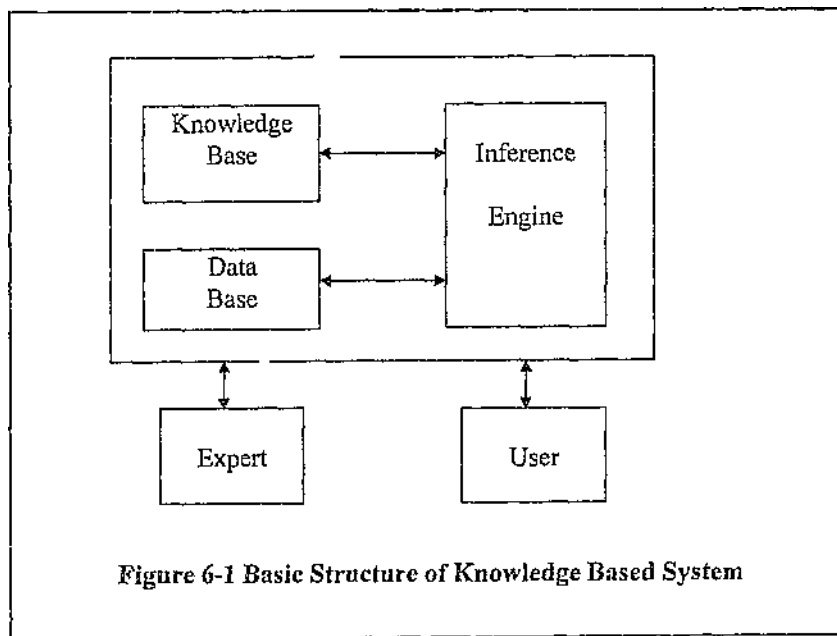 Knowledge
Base
Inference
Engine
Data
Base
Expert
User
Figure 6-1 Basic Structure of Knowledge Based System